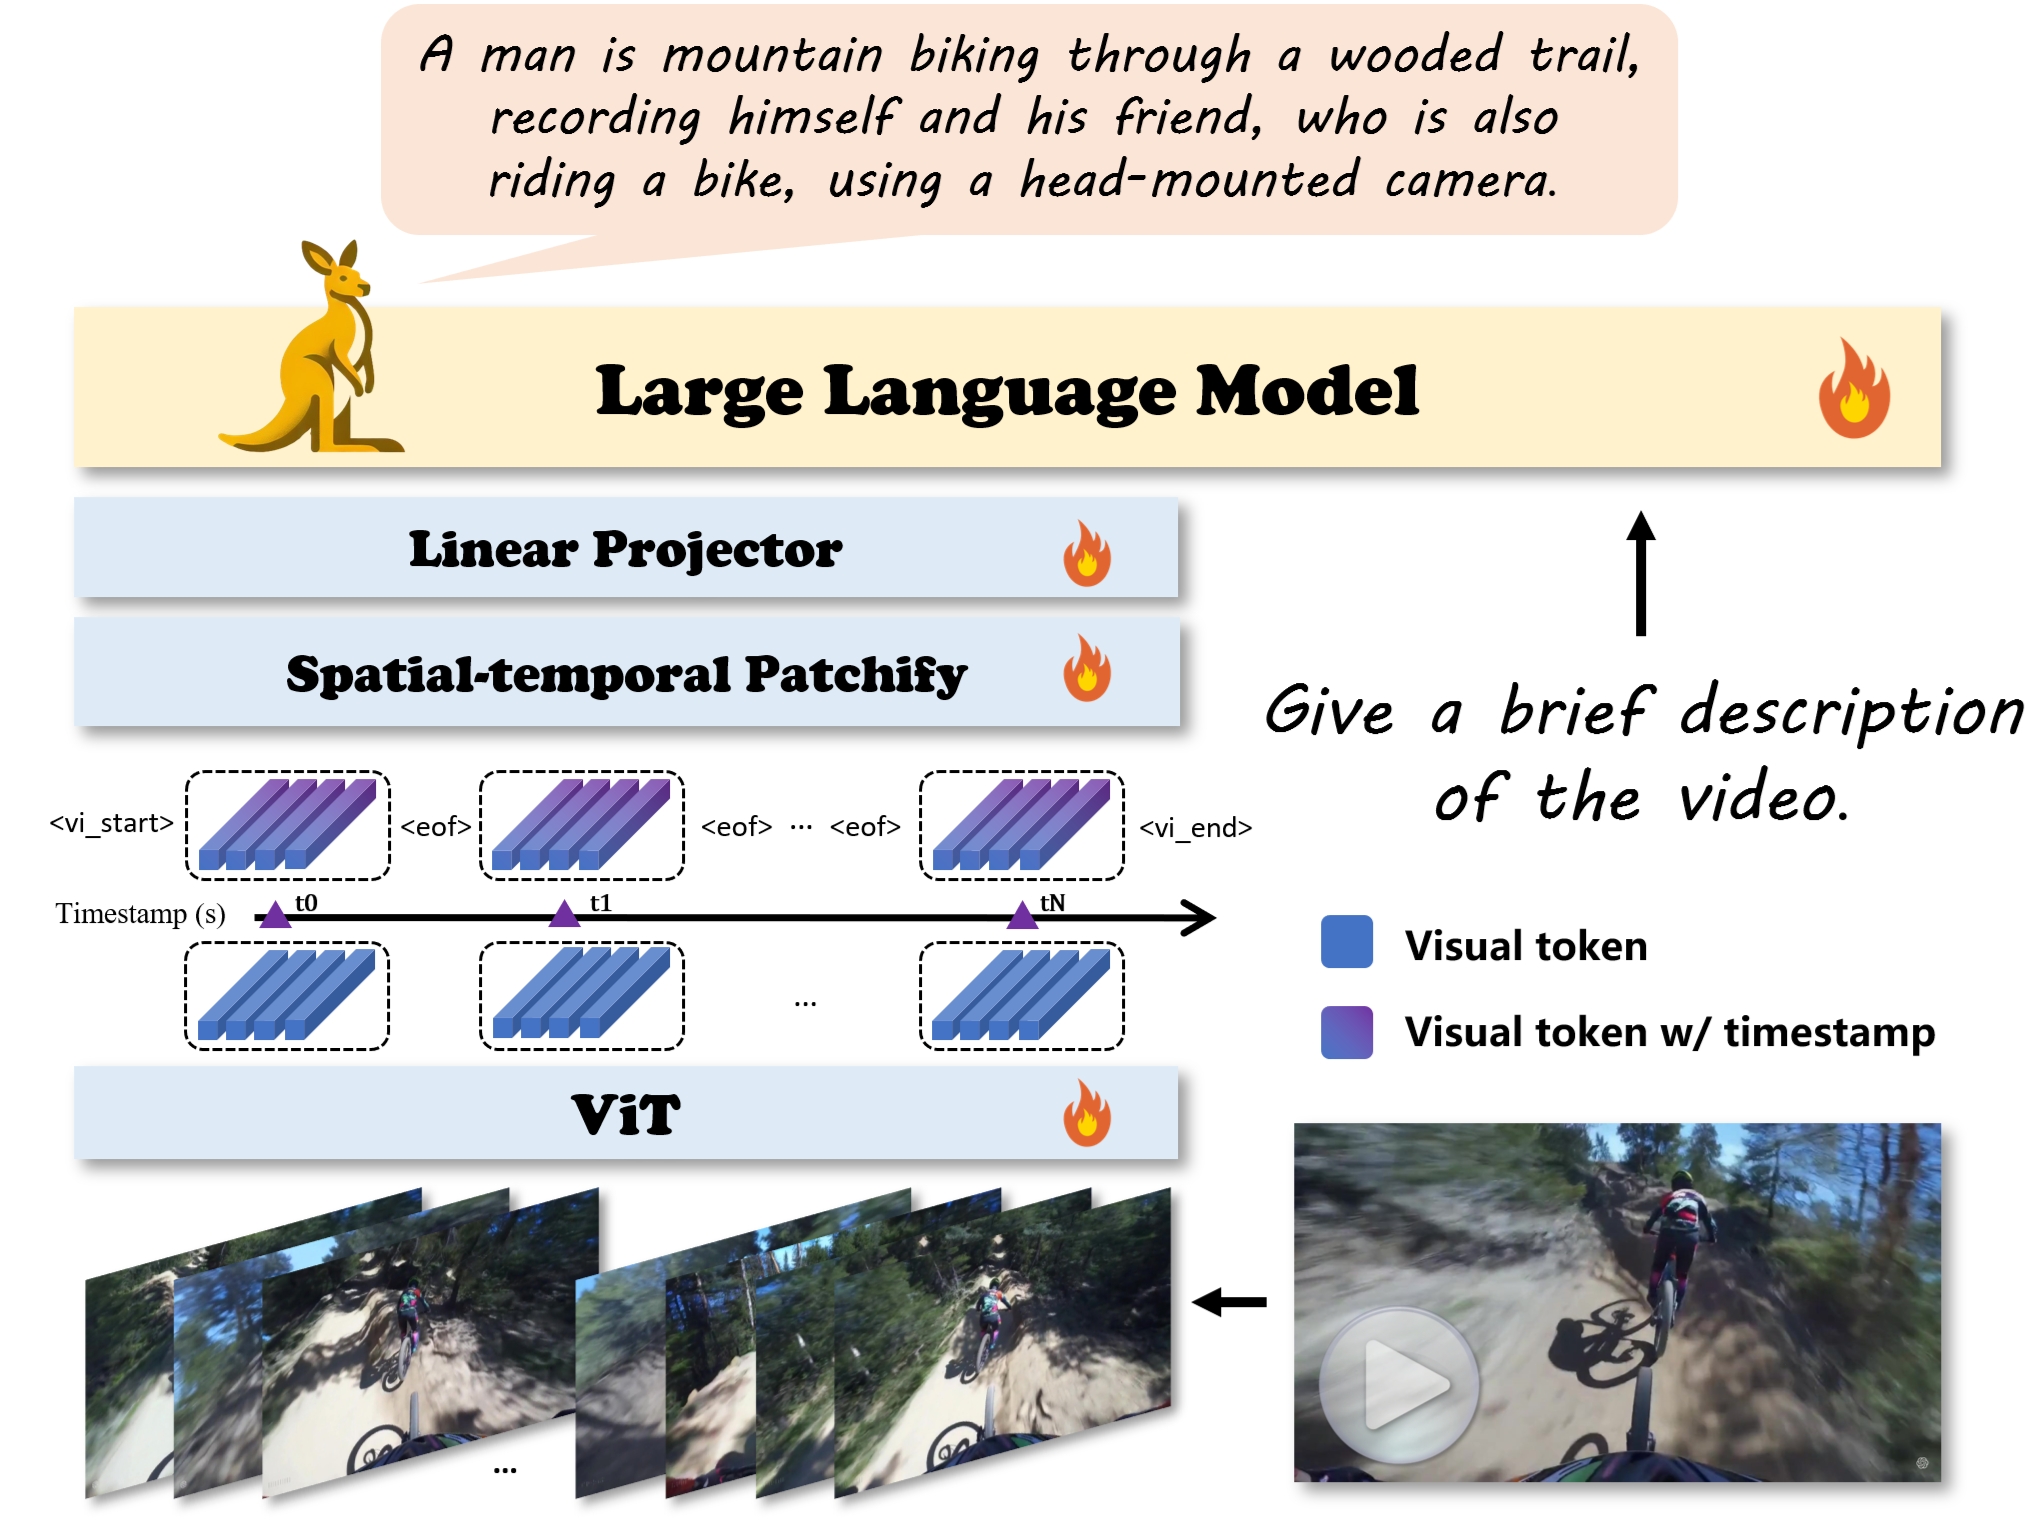 A man is mountain biking through a wooded trail,
recording himself and his friend, who is also
riding a bike, using a head-mounted camera.
Large Language Model
Linear Projector
Spatial-temporal Patchify
Give a brief description
of the video.
<vi_start> <eof> <eof> ... <eof> <vi_end>
Timestamp (s) t0 t1 tN
...
Visual token
Visual token w/ timestamp
ViT
...